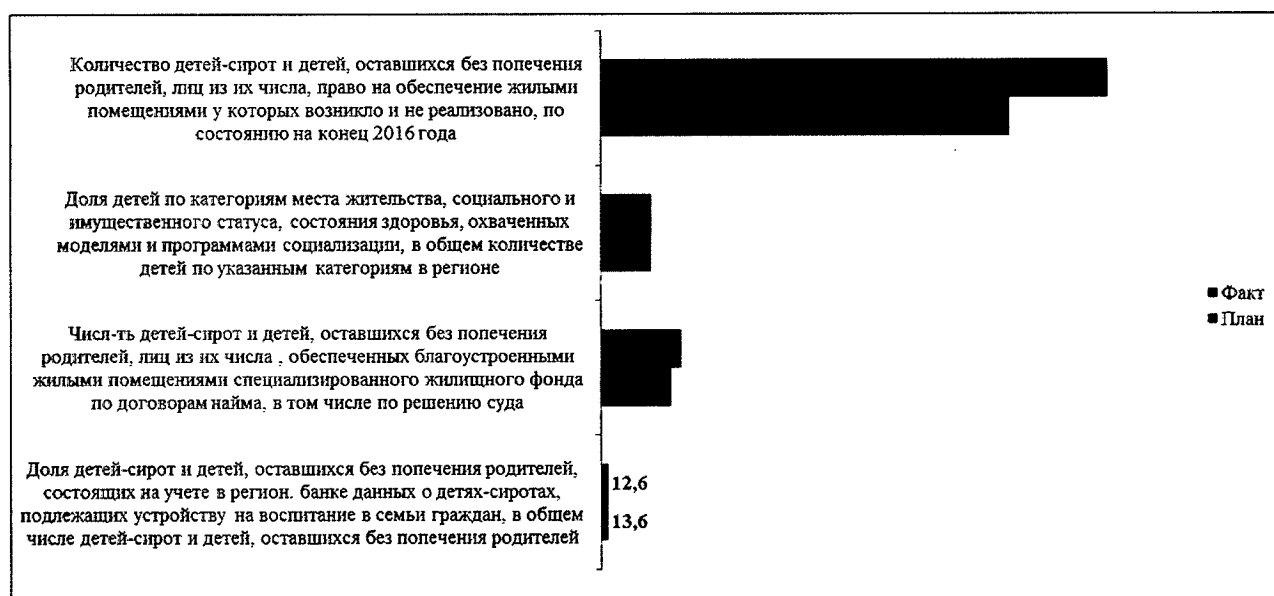 Количество детей-сирот и детей, оставшихся без попечения
родителей, лиц из их числа, право на обеспечение жилыми
помещениями у которых возникло и не реализовано, по
состоянию на конец 2016 года
Доля детей по категориям места жительства, социального и
имущественного статуса, состояния здоровья, охваченных
моделями и программами социализации, в общем количестве
детей по указанным категориям в регионе
Числ-ть детей-сирот и детей, оставшихся без попечения
родителей, лиц из их числа , обеспеченных благоустроенными
жилыми помещениями специализированного жилищного фонда
по договорам найма, в том числе по решению суда
Доля детей-сирот и детей, оставшихся без попечения родителей,
состоящих на учете в регион. банке данных о детях-сиротах,
подлежащих устройству на воспитание в семьи граждан, в общем
числе детей-сирот и детей, оставшихся без попечения родителей
12,6
13,6
Факт
План